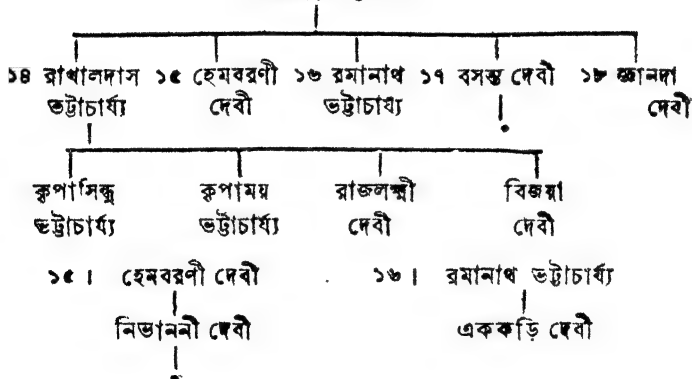 ১৪ রাখালদাস ১৫ হেমবরণী ১৬ রমানাথ ১৭ বসন্ত দেবী ১৮ জ্ঞানদা
ভট্টাচার্য্য দেবী ভট্টাচার্য্য দেবী
কৃপাসিন্ধু কৃপাময় রাজলক্ষ্মী বিজয়া
ভট্টাচার্য্য ভট্টাচার্য্য দেবী দেবী
১৫। হেমবরণী দেবী ১৬। রমানাথ ভট্টাচার্য্য
নিভাননী দেবী এককড়ি দেবী